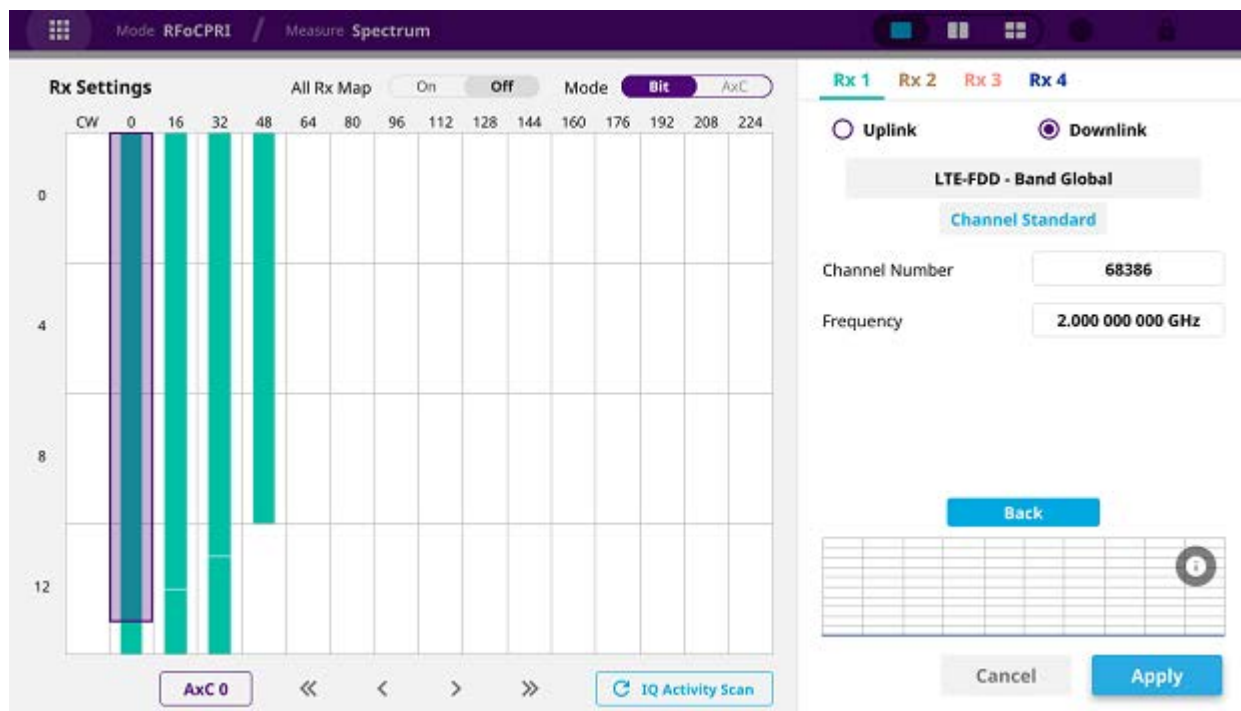 Mode RFoCPRI / Measure Spectrum
Rx Settings
All Rx Map On Off Mode Bit AxC
CW 0 16 32 48 64 80 96 112 128 144 160 176 192 208 224
0
4
8
12
AxC 0 « < > » IQ Activity Scan
Rx 1 Rx 2 Rx 3 Rx 4
Uplink Downlink
LTE-FDD - Band Global
Channel Standard
Channel Number 68386
Frequency 2.000 000 000 GHz
Back
Cancel Apply